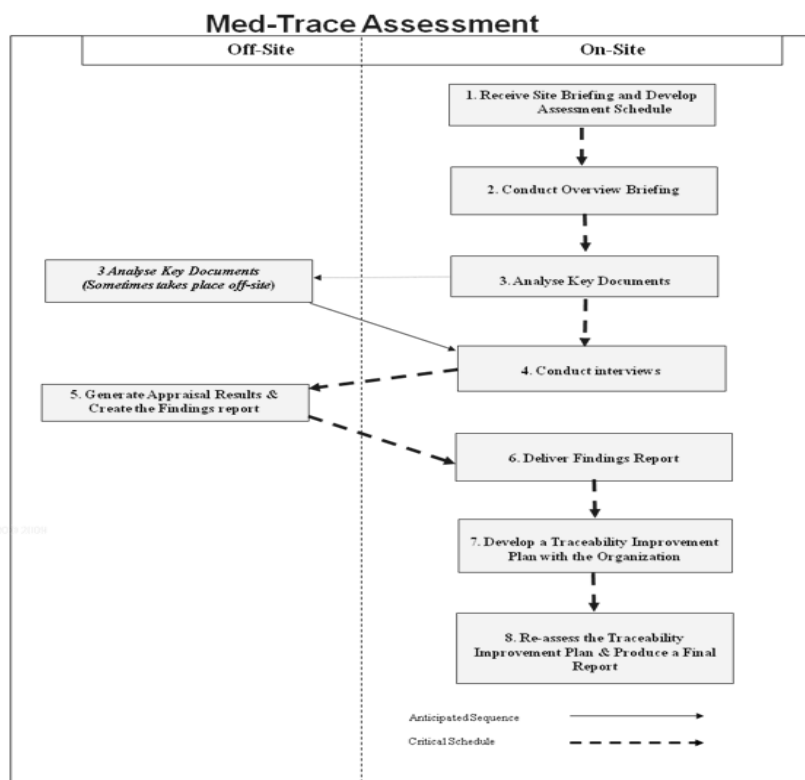 Med-Trace Assessment
Off-Site
On-Site
1. Receive Site Briefing and Develop
Assessment Schedule
2. Conduct Overview Briefing
3 Analyse Key Documents
(Sometimes takes place off-site)
3. Analyse Key Documents
4. Conduct interviews
5. Generate Appraisal Results &
Create the Findings report
6. Deliver Findings Report
7. Develop a Traceability Improvement
Plan with the Organization
8. Re-assess the Traceability
Improvement Plan & Produce a Final
Report
Anticipated Sequence
Critical Schedule